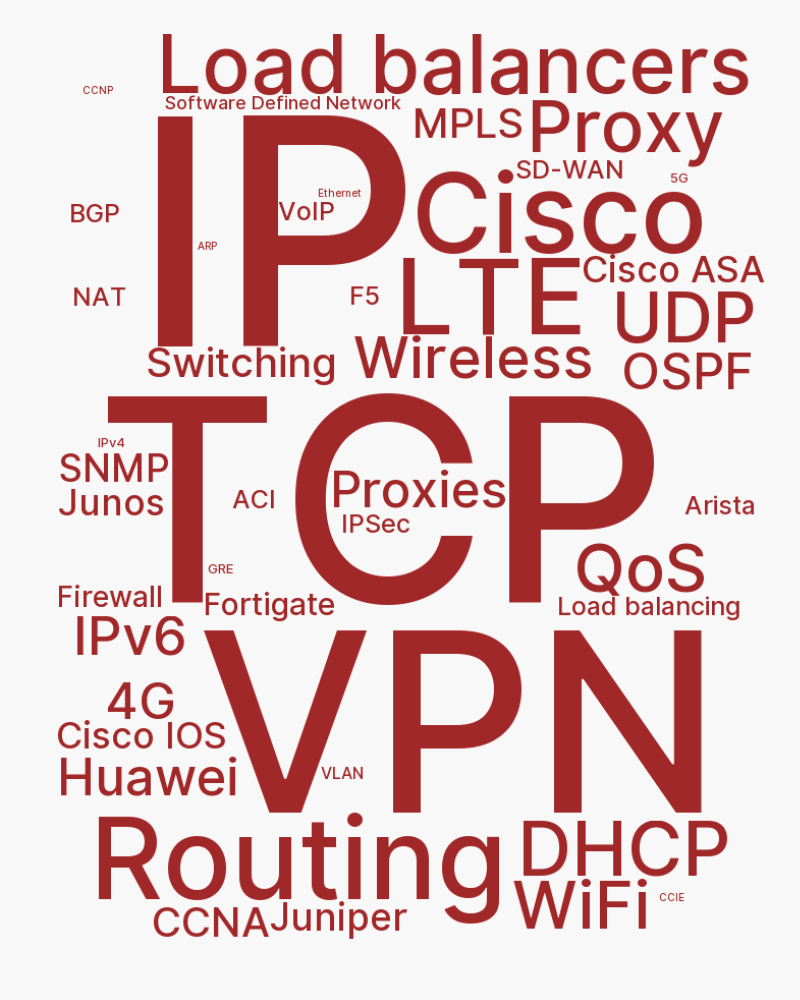 Load balancers
CCNP
Software Defined Network
MPLS
Proxy
IP
SD-WAN
5G
Cisco
Ethernet
VoIP
BGP
ARP
LTE
Cisco ASA
NAT
F5
UDP
Switching
Wireless
OSPF
TCP
IPv4
SNMP
Junos
ACI
Proxies
IPSec
Arista
GRE
QoS
Firewall
Fortigate
Load balancing
IPv6
VPN
4G
Cisco IOS
Huawei
VLAN
Routing
DHCP
WiFi
CCIE
CCNA
Juniper